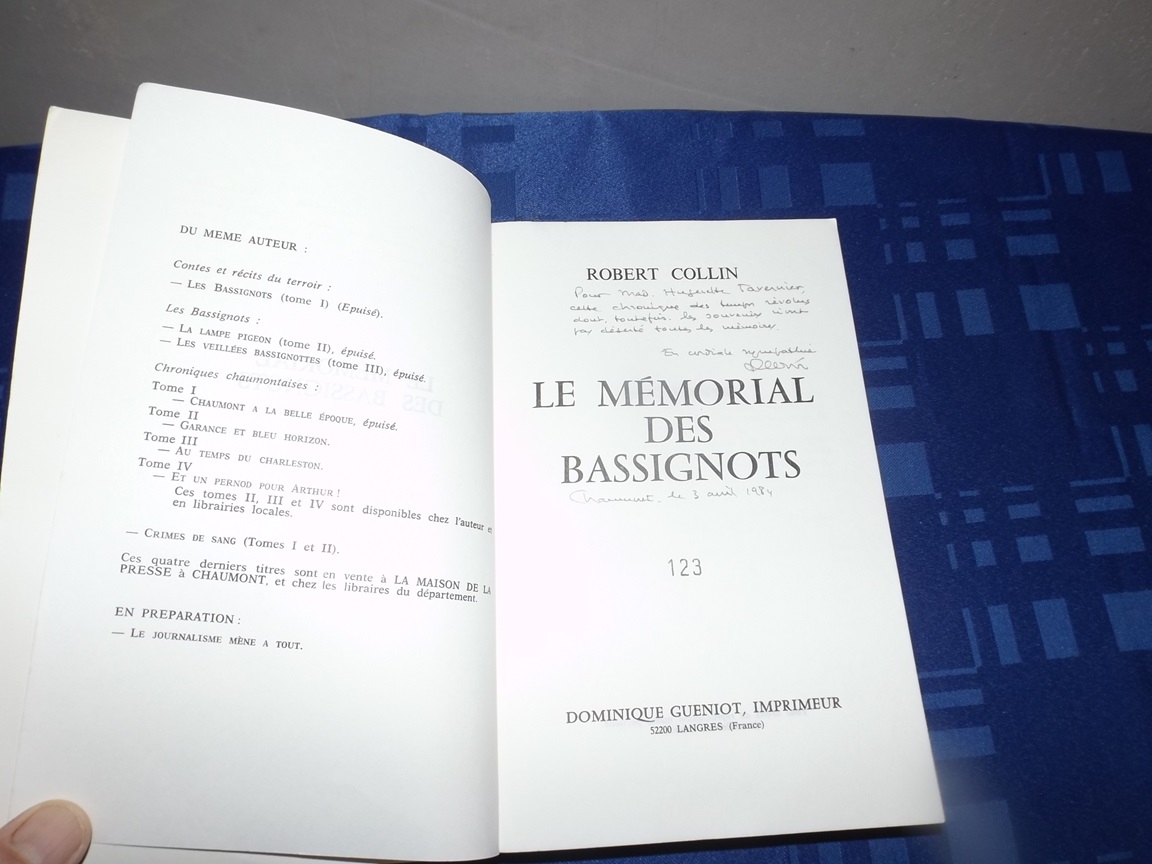 DU MEME AUTEUR :
Contes et récits du terroir :
— LES BASSIGNOTS (tome I) (Epuisé).
Les Bassignots :
— LA LAMPE PIGEON (tome II), épuisé.
— LES VEILLÉES BASSIGNOTTES (tome III), épuisé.
Chroniques chaumontaises :
Tome I
— CHAUMONT A LA BELLE ÉPOQUE, épuisé.
Tome II
— GARANCE ET BLEU HORIZON.
Tome III
— AU TEMPS DU CHARLESTON.
Tome IV
— ET UN PERNOD POUR ARTHUR !
Ces tomes II, III et IV sont disponibles chez l'auteur e
en librairies locales.
— CRIMES DE SANG (Tomes I et II).
Ces quatre derniers titres sont en vente à LA MAISON DE LA
PRESSE à CHAUMONT, et chez les libraires du département.
EN PREPARATION :
— LE JOURNALISME MÈNE A TOUT.
ROBERT COLLIN
Pour Mad. Huguette Tavernier,
cette chronique des temps révolus
dont, toutefois, les souvenirs n'ont
pas déserté toutes les mémoires.
En cordiale sympathie
LE MÉMORIAL
DES
BASSIGNOTS
Chaumont, le 3 avril 1984
123
DOMINIQUE GUENIOT, IMPRIMEUR
52200 LANGRES (France)